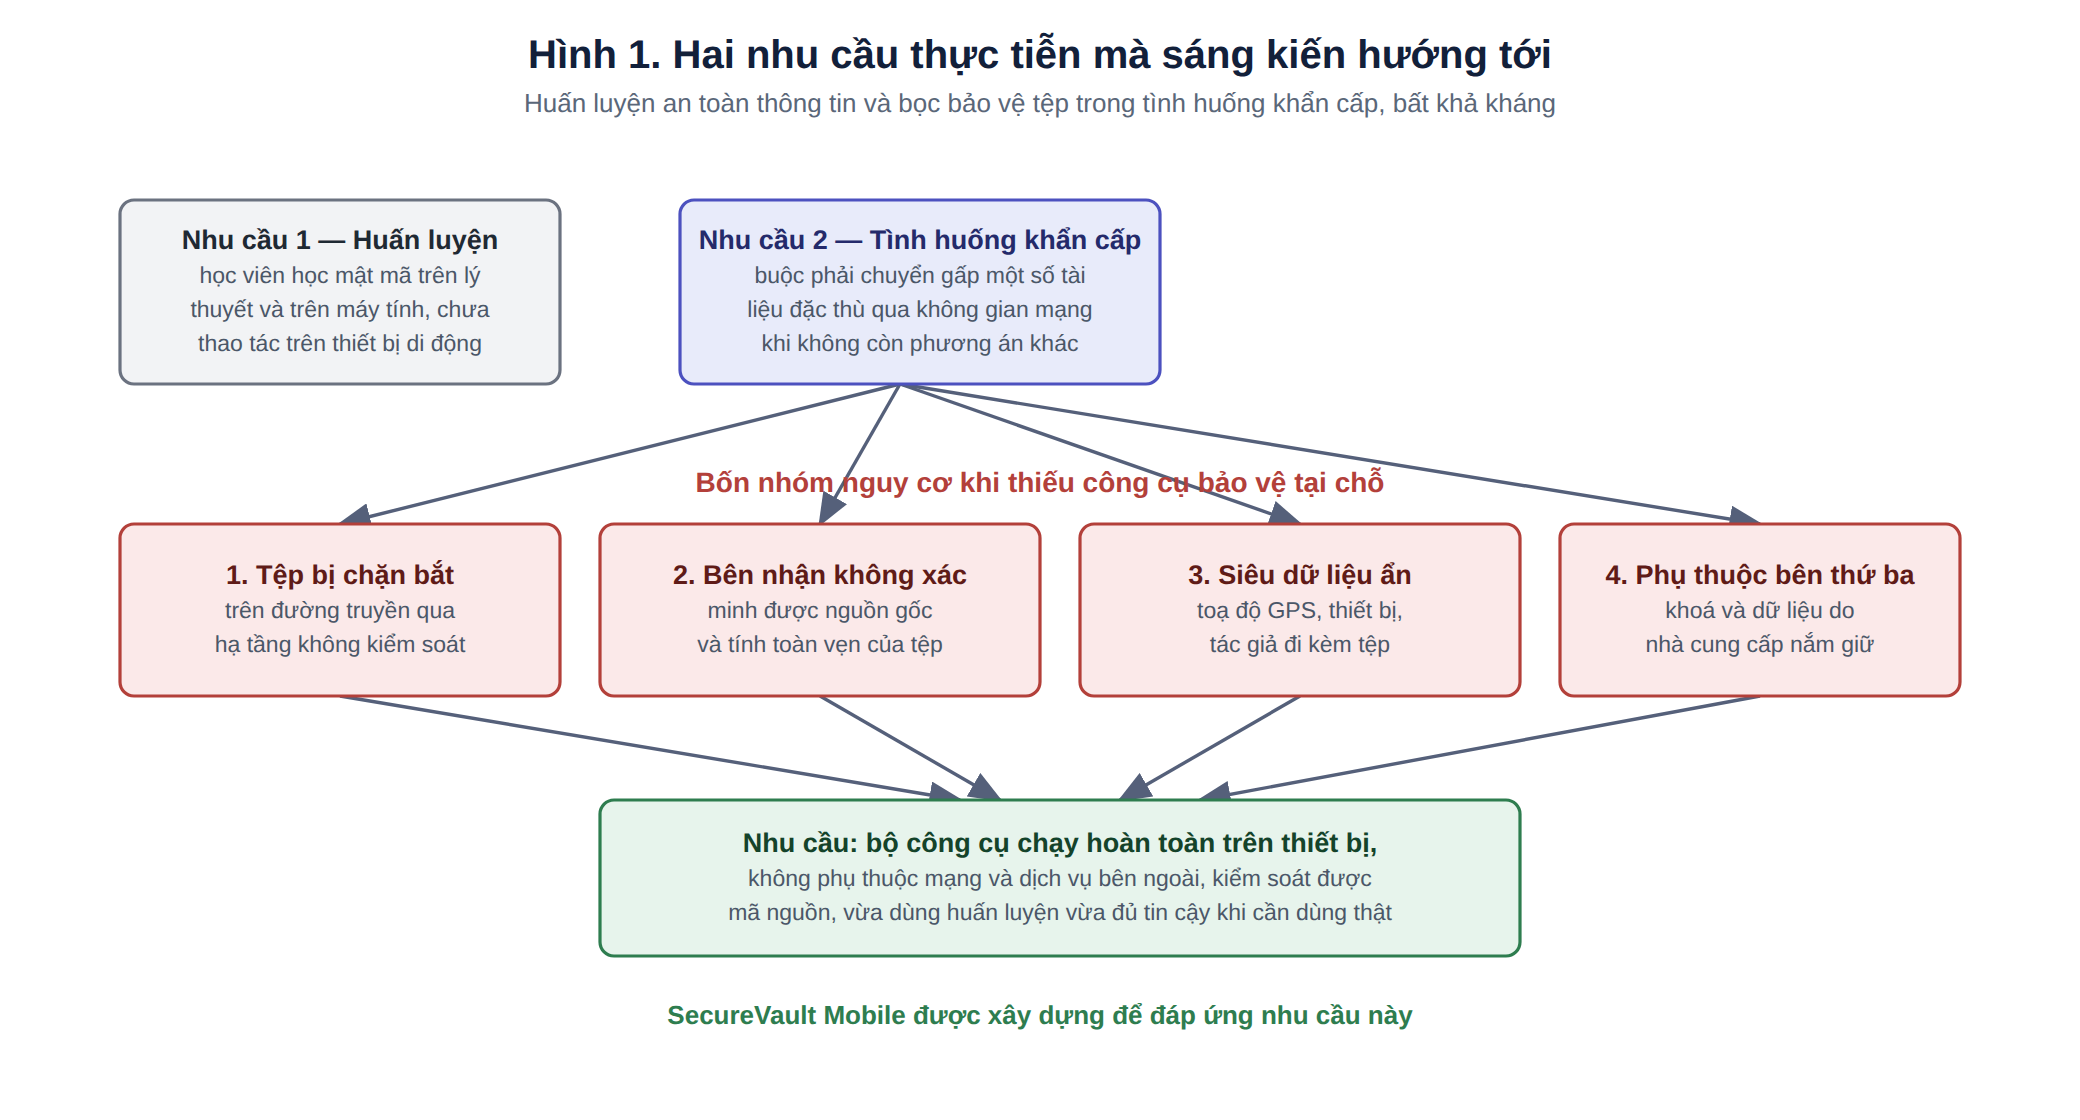 Hình 1. Hai nhu cầu thực tiễn mà sáng kiến hướng tới
Huấn luyện an toàn thông tin và bọc bảo vệ tệp trong tình huống khẩn cấp, bất khả kháng
Nhu cầu 1 — Huấn luyện
học viên học mật mã trên lý
thuyết và trên máy tính, chưa
thao tác trên thiết bị di động
Nhu cầu 2 — Tình huống khẩn cấp
buộc phải chuyển gấp một số tài
liệu đặc thù qua không gian mạng
khi không còn phương án khác
Bốn nhóm nguy cơ khi thiếu công cụ bảo vệ tại chỗ
1. Tệp bị chặn bắt
trên đường truyền qua
hạ tầng không kiểm soát
2. Bên nhận không xác
minh được nguồn gốc
và tính toàn vẹn của tệp
3. Siêu dữ liệu ẩn
toạ độ GPS, thiết bị,
tác giả đi kèm tệp
4. Phụ thuộc bên thứ ba
khoá và dữ liệu do
nhà cung cấp nắm giữ
Nhu cầu: bộ công cụ chạy hoàn toàn trên thiết bị,
không phụ thuộc mạng và dịch vụ bên ngoài, kiểm soát được
mã nguồn, vừa dùng huấn luyện vừa đủ tin cậy khi cần dùng thật
SecureVault Mobile được xây dựng để đáp ứng nhu cầu này